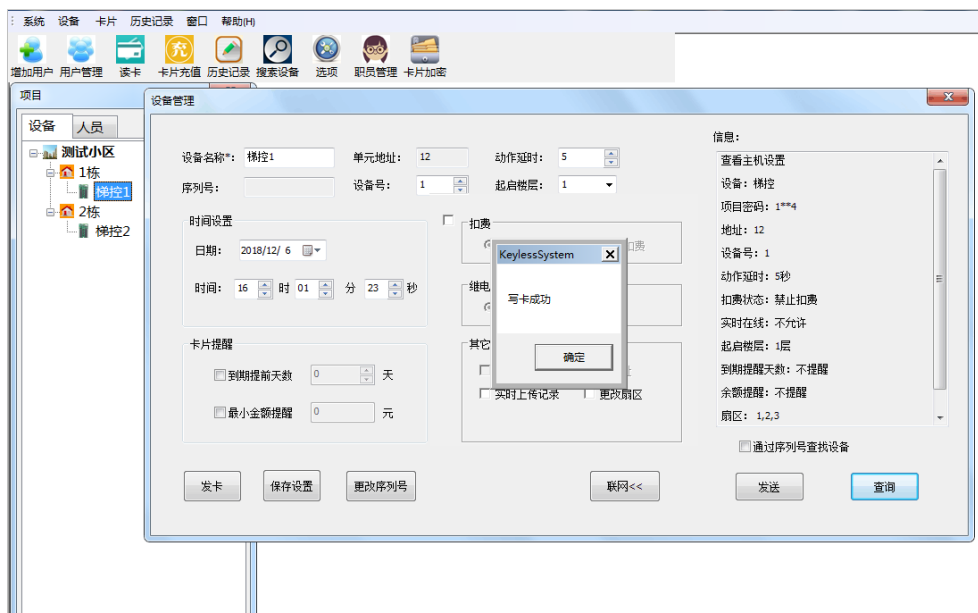 系统 设备 卡片 历史记录 窗口 帮助(H)
增加用户 用户管理 读卡 卡片充值 历史记录 搜索设备 选项 职员管理 卡片加密
充
项目
设备 人员
测试小区
1栋
梯控1
2栋
梯控2
设备管理
设备名称*: 梯控1 单元地址: 12 动作延时: 5
序列号: 设备号: 1 起启楼层: 1
时间设置
日期: 2018/12/ 6
时间: 16 时 01 分 23 秒
卡片提醒
到期提前天数 0 天
最小金额提醒 0 元
扣费
扣费
继电
其它
实时上传记录 更改扇区
KeylessSystem
写卡成功
确定
信息:
查看主机设置
设备: 梯控
项目密码: 1**4
地址: 12
设备号: 1
动作延时: 5秒
扣费状态: 禁止扣费
实时在线: 不允许
起启楼层: 1层
到期提醒天数: 不提醒
余额提醒: 不提醒
扇区: 1,2,3
通过序列号查找设备
发卡 保存设置 更改序列号 联网<< 发送 查询